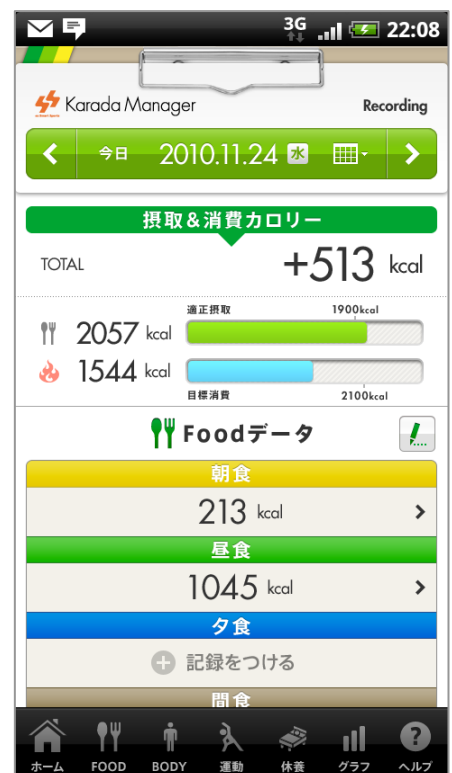 3G 22:08
Karada Manager Recording
今日 2010.11.24 水
摂取&消費カロリー
TOTAL +513 kcal
適正摂取 1900kcal
2057 kcal
1544 kcal
目標消費 2100kcal
Foodデータ
朝食
213 kcal
昼食
1045 kcal
夕食
記録をつける
間食
ホーム FOOD BODY 運動 休養 グラフ ヘルプ